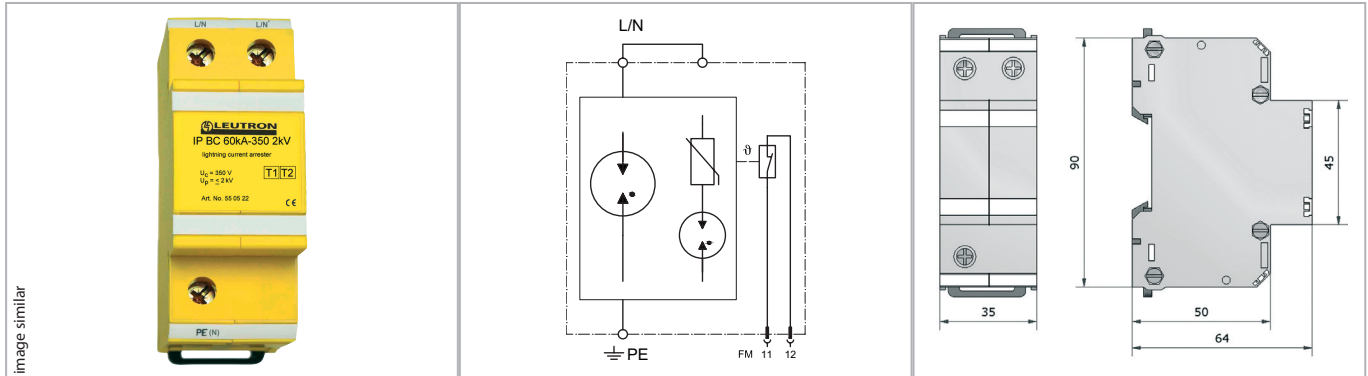 image similar
L/N
L/N'
LEUTRON
IP BC 60kA-350 2kV
lightning current arrester
UC = 350 V
UP = ≤ 2 kV
T1 T2
Art. No. 55 05 22
CE
PE (N)
L/N
ϑ
PE
FM 11 12
35
90
45
50
64